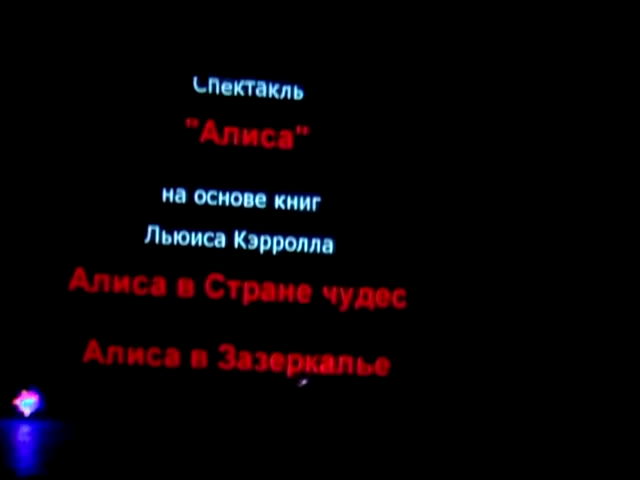 Спектакль
"Алиса"
на основе книг
Льюиса Кэрролла
Алиса в Стране чудес
Алиса в Зазеркалье